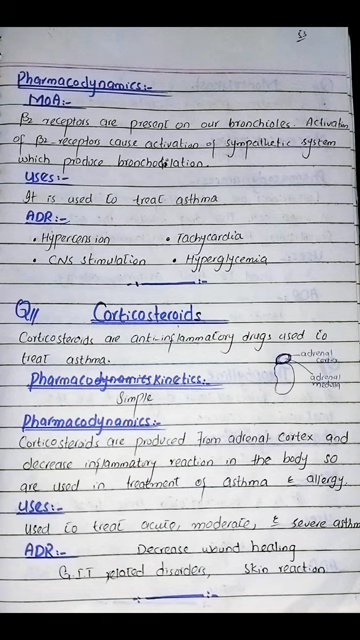 Pharmacodynamics:-
MOA:-
β2 receptors are present on our bronchioles. Activation
of β2 receptors cause activation of sympathetic system
which produce bronchodilation.
Uses:-
It is used to treat asthma
ADR:-
• Hypertension • Tachycardia
• CNS stimulation • Hyperglycemia
Q11 Corticosteroids
Corticosteroids are anti-inflammatory drugs used to
treat asthma.
adrenal cortex
adrenal medulla
Pharmacodynamics Kinetics:-
Simple
Pharmacodynamics:-
Corticosteroids are produced from adrenal cortex and
decrease inflammatory reaction in the body so
are used in treatment of asthma & allergy.
Uses:-
Used to treat acute, moderate, & severe asthma
ADR:- Decrease wound healing
G.I.T related disorders, Skin reaction